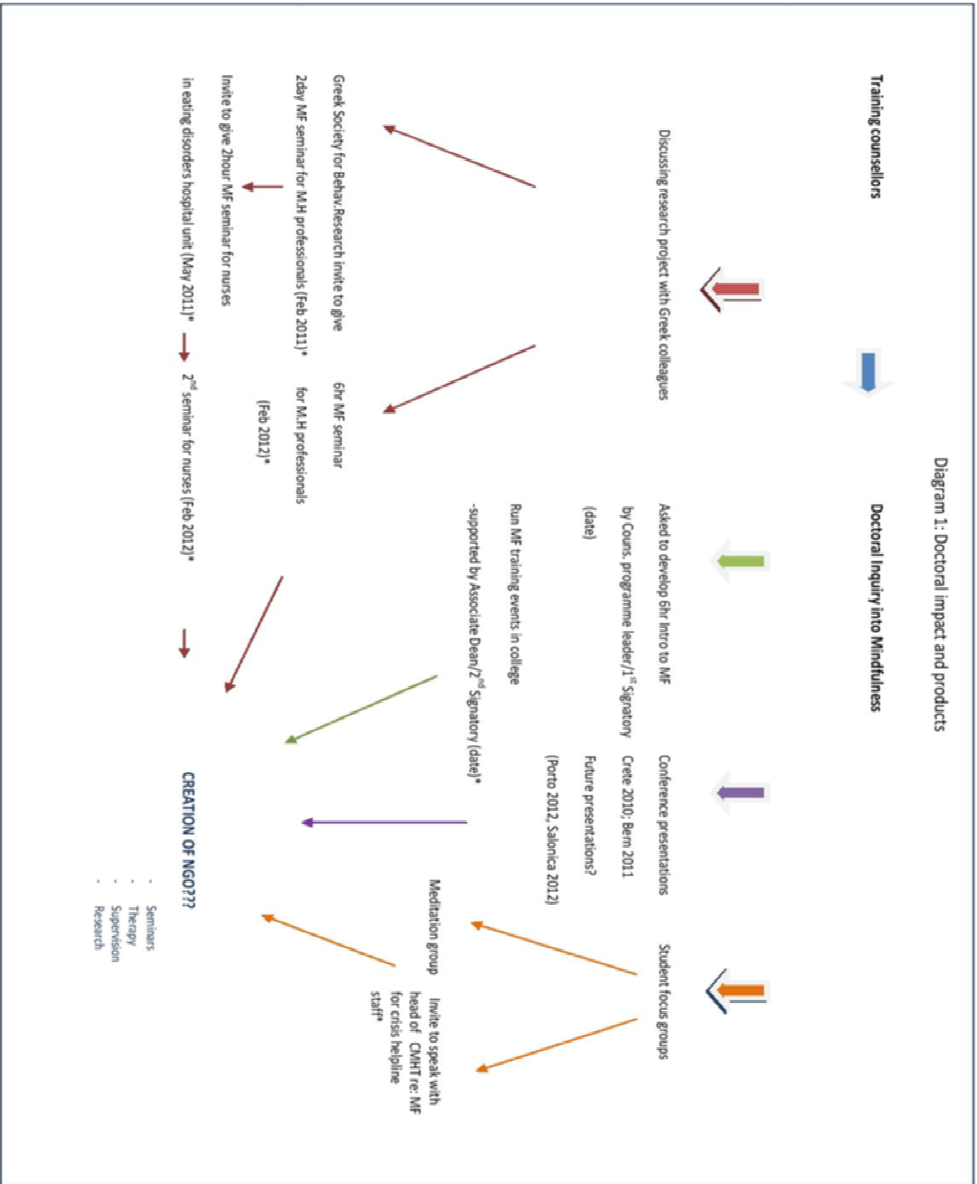 Diagram 1: Doctoral impact and products
Training counsellors
Doctoral Inquiry into Mindfulness
Discussing research project with Greek colleagues
Greek Society for Behav.Research invite to give
2day MF seminar for M.H professionals (Feb 2011)*
6hr MF seminar
for M.H professionals
(Feb 2012)*
Invite to give 2hour MF seminar for nurses
in eating disorders hospital unit (May 2011)*
2nd seminar for nurses (Feb 2012)*
Asked to develop 6hr Intro to MF
by Couns. programme leader/1st Signatory
(date)
Run MF training events in college
-supported by Associate Dean/2nd Signatory (date)*
Conference presentations
Crete 2010; Bern 2011
Future presentations?
(Porto 2012, Salonica 2012)
Student focus groups
Meditation group
Invite to speak with
head of CMHT re: MF
for crisis helpline
staff*
CREATION OF NGO???
- Seminars
- Therapy
- Supervision
- Research